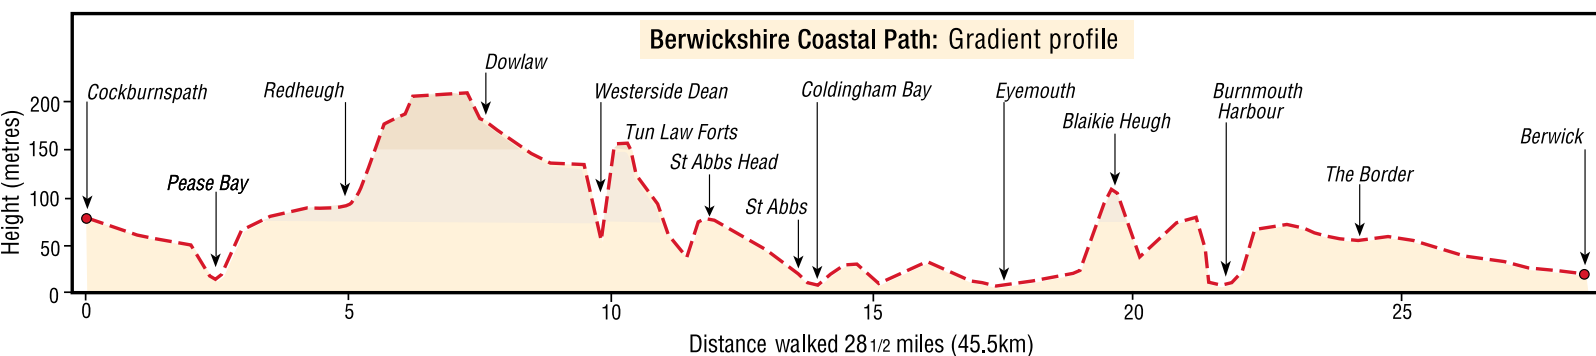 Berwickshire Coastal Path: Gradient profile
Dowlaw
Cockburnspath
Redheugh
Westerside Dean
Coldingham Bay
Eyemouth
Burnmouth
Harbour
Blaikie Heugh
Tun Law Forts
Berwick
St Abbs Head
The Border
Pease Bay
St Abbs
Height (metres)
200
150
100
50
0
0 5 10 15 20 25
Distance walked 28 1/2 miles (45.5km)